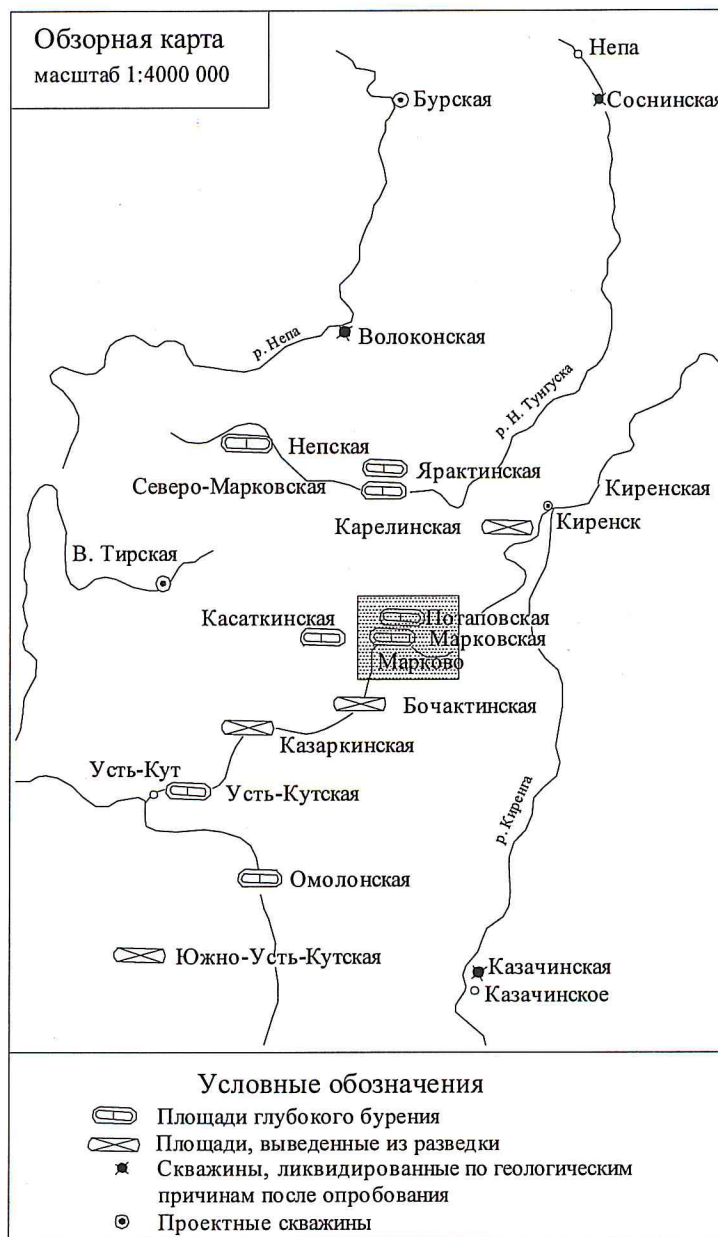 Обзорная карта
масштаб 1:4000 000
Непа
Бурская
Соснинская
р. Непа
Волоконская
р. Н. Тунгуска
Непская
Ярактинская
Северо-Марковская
Киренская
Карелинская
Киренск
В. Тирская
Касаткинская
Потаповская
Марковская
Марково
Бочактинская
Казаркинская
Усть-Кут
Усть-Кутская
р. Киренга
Омолонская
Южно-Усть-Кутская
Казачинская
Казачинское
Условные обозначения
Площади глубокого бурения
Площади, выведенные из разведки
Скважины, ликвидированные по геологическим
причинам после опробования
Проектные скважины